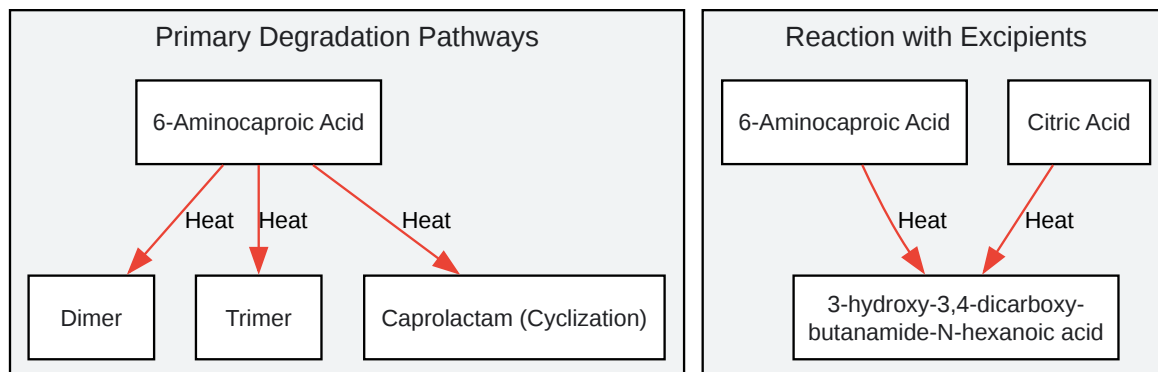 Primary Degradation Pathways
6-Aminocaproic Acid
Heat
Heat
Heat
Dimer
Trimer
Caprolactam (Cyclization)
Reaction with Excipients
6-Aminocaproic Acid
Citric Acid
Heat
Heat
3-hydroxy-3,4-dicarboxy-
butanamide-N-hexanoic acid